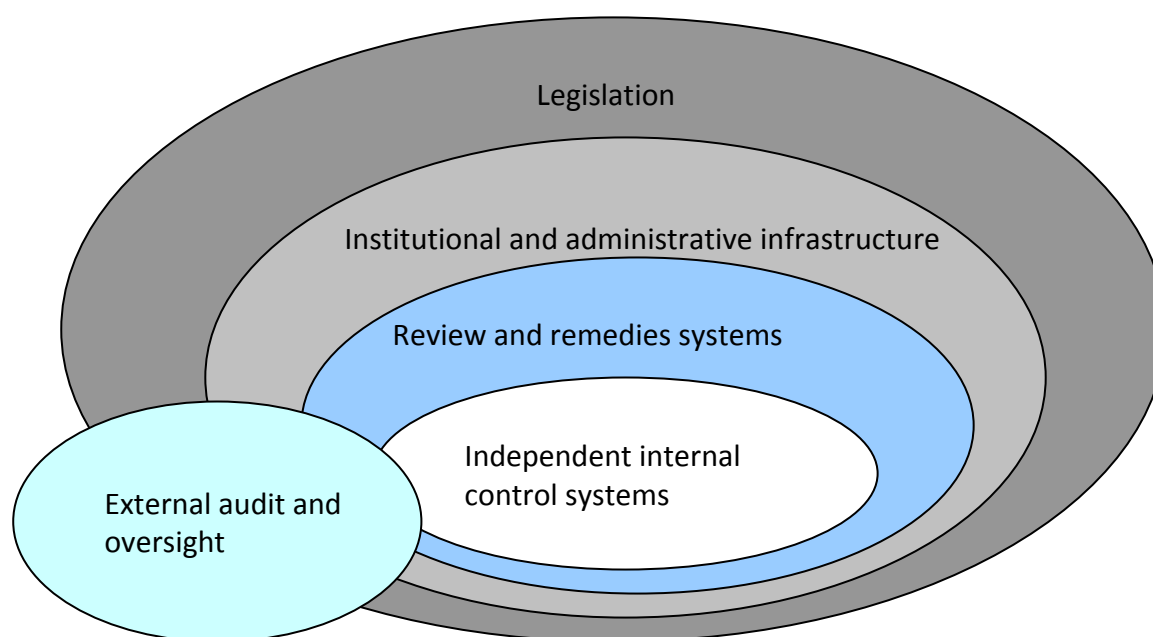 Legislation
Institutional and administrative infrastructure
Review and remedies systems
Independent internal
control systems
External audit and
oversight